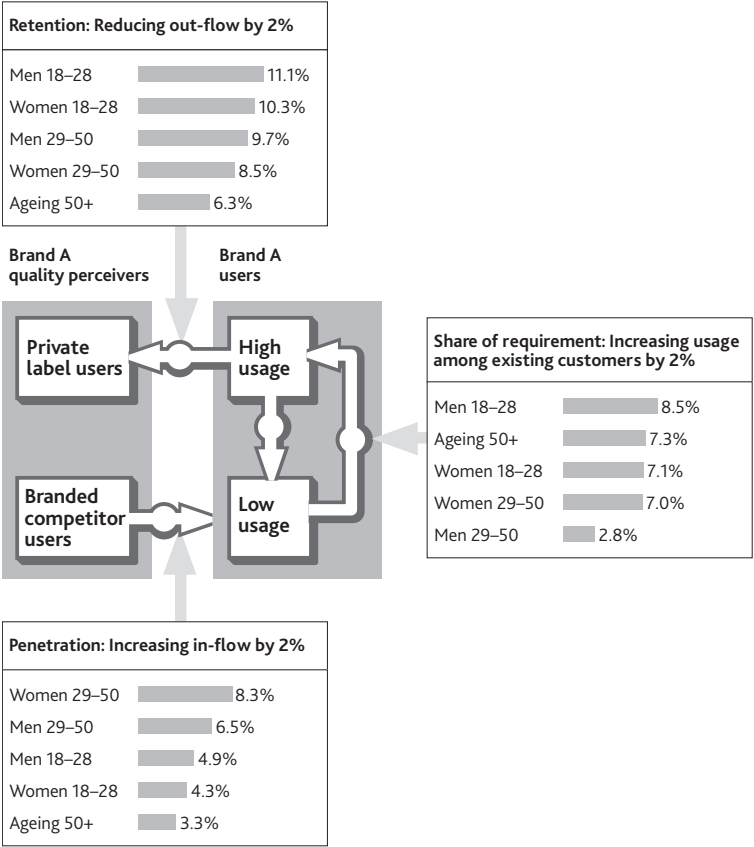 Retention: Reducing out-flow by 2%
Men 18–28 11.1%
Women 18–28 10.3%
Men 29–50 9.7%
Women 29–50 8.5%
Ageing 50+ 6.3%
Brand A
quality perceivers
Brand A
users
Private
label users
High
usage
Branded
competitor
users
Low
usage
Share of requirement: Increasing usage
among existing customers by 2%
Men 18–28 8.5%
Ageing 50+ 7.3%
Women 18–28 7.1%
Women 29–50 7.0%
Men 29–50 2.8%
Penetration: Increasing in-flow by 2%
Women 29–50 8.3%
Men 29–50 6.5%
Men 18–28 4.9%
Women 18–28 4.3%
Ageing 50+ 3.3%